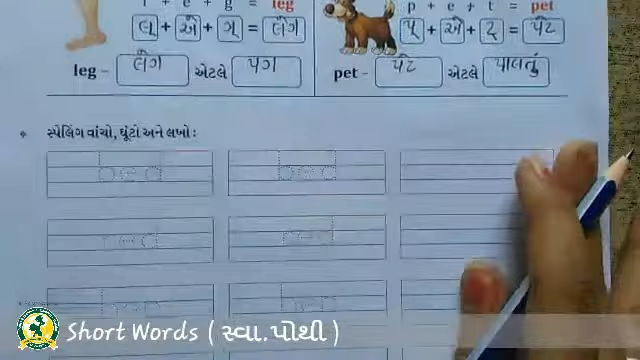 l + e + g = leg
લ્ + એ + ગ્ = લેગ
leg – લેગ એટલે પગ
p + e + t = pet
પ્ + એ + ટ્ = પેટ
pet - પેટ એટલે પાલતું
❖ સ્પેલિંગ વાંચો, ઘૂંટો અને લખો :
Short Words ( સ્વા.પોથી )